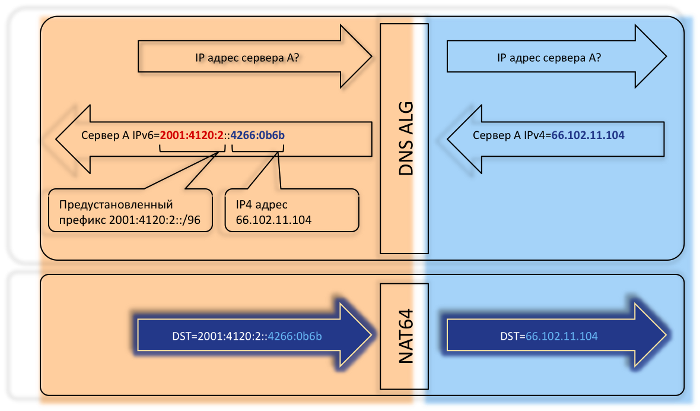 IP адрес сервера А?
IP адрес сервера А?
Сервер А IPv6=2001:4120:2::4266:0b6b
Сервер А IPv4=66.102.11.104
DNS ALG
Предустановленный
префикс 2001:4120:2::/96
IP4 адрес
66.102.11.104
DST=2001:4120:2::4266:0b6b
NAT64
DST=66.102.11.104